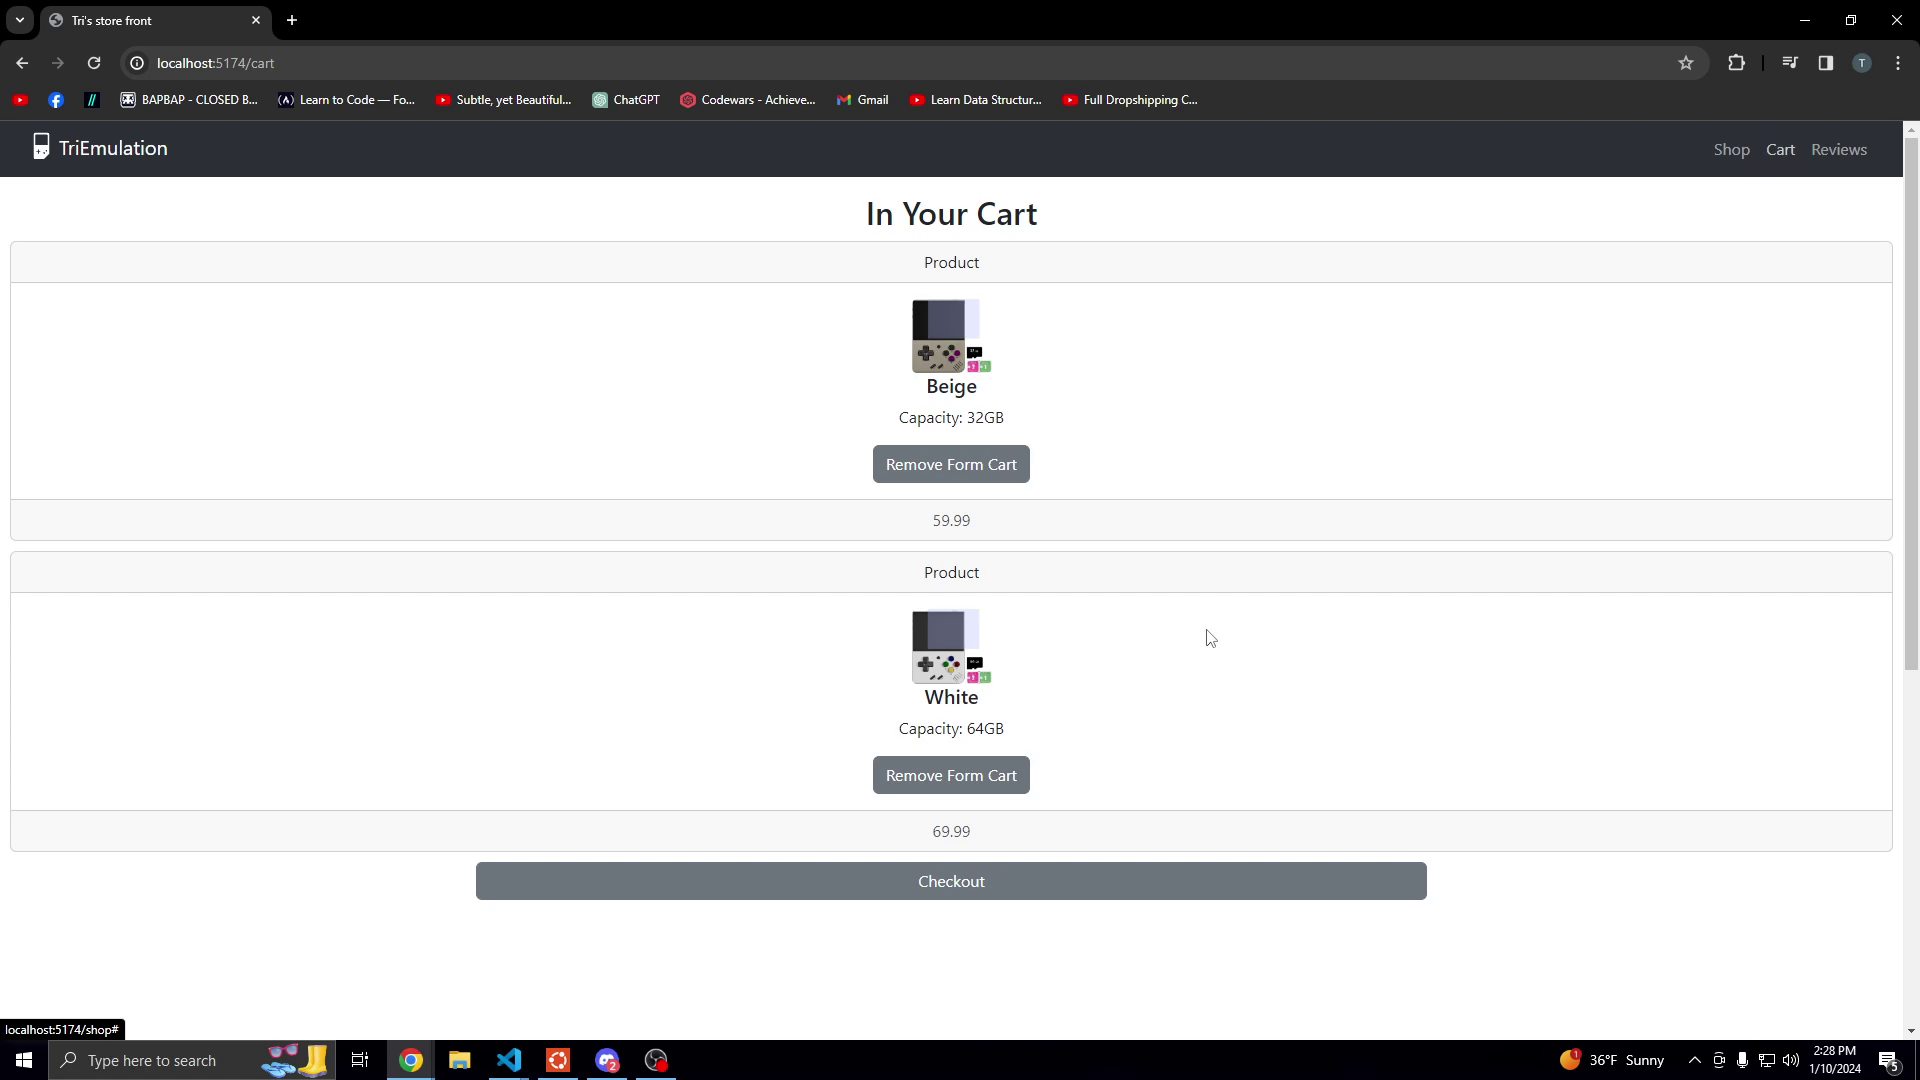 Tri's store front
localhost:5174/cart
BAPBAP - CLOSED B...
Learn to Code — Fo...
Subtle, yet Beautiful...
ChatGPT
Codewars - Achieve...
Gmail
Learn Data Structur...
Full Dropshipping C...
T
TriEmulation
Shop
Cart
Reviews
In Your Cart
Product
Beige
Capacity: 32GB
Remove Form Cart
59.99
Product
White
Capacity: 64GB
Remove Form Cart
69.99
Checkout
localhost:5174/shop#
Type here to search
2
1
36°F Sunny
2:28 PM
1/10/2024
5